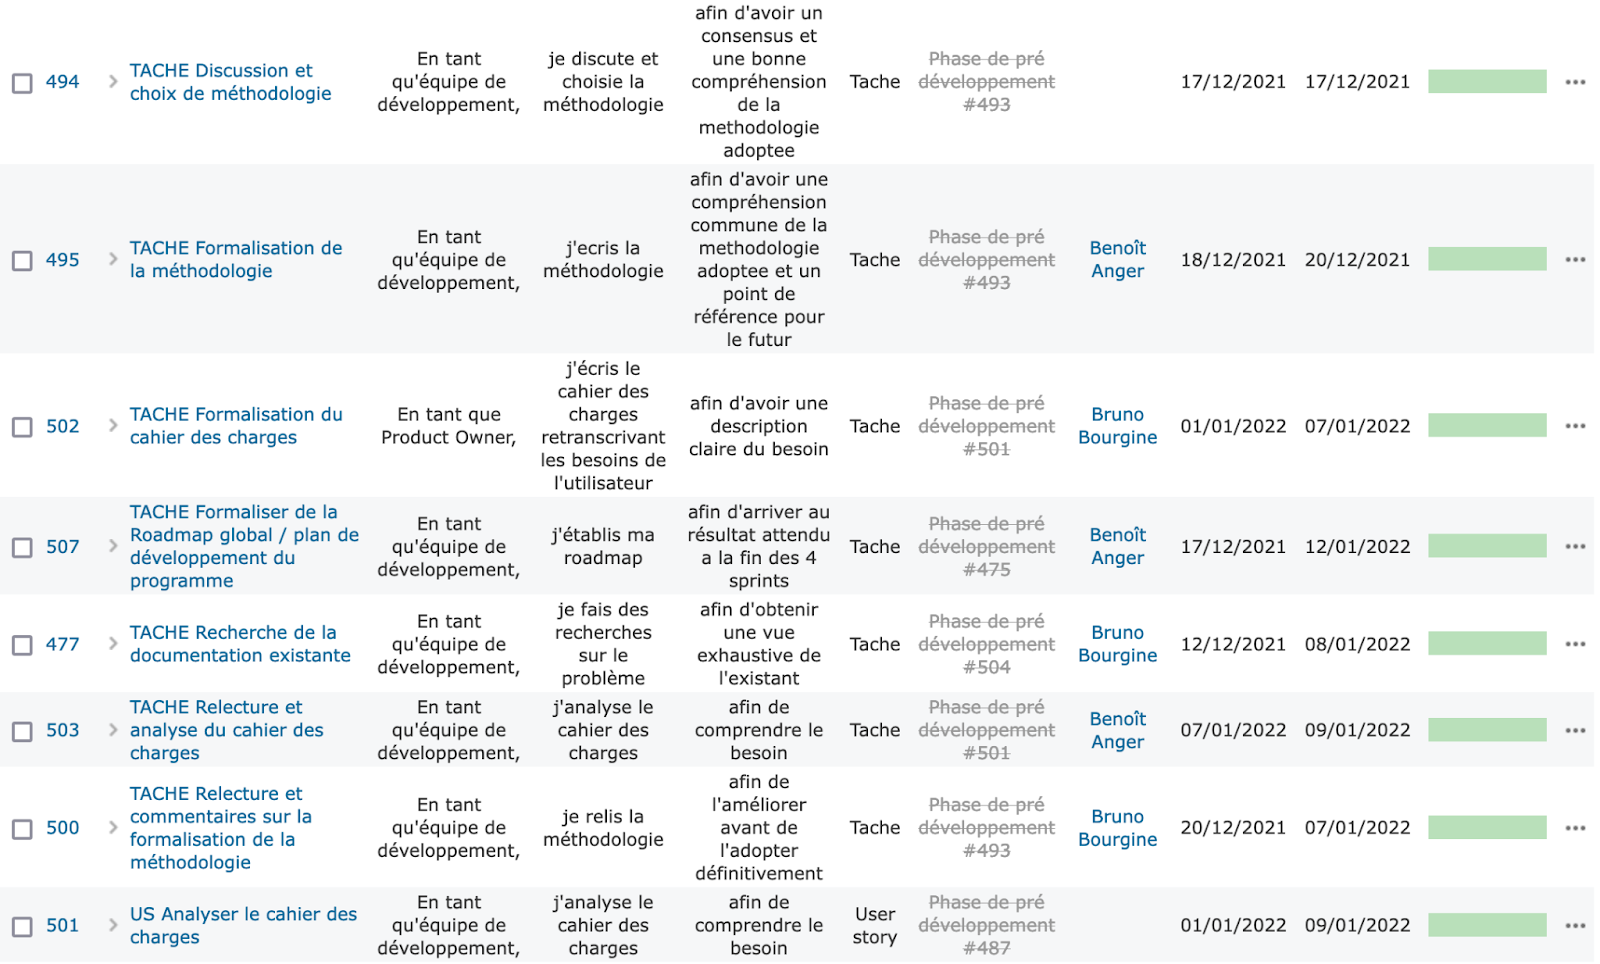 494 TACHE Discussion et choix de méthodologie En tant qu'équipe de développement, je discute et choisie la méthodologie afin d'avoir un consensus et une bonne compréhension de la methodologie adoptee Tache Phase de pré développement #493 17/12/2021 17/12/2021
495 TACHE Formalisation de la méthodologie En tant qu'équipe de développement, j'ecris la méthodologie afin d'avoir une compréhension commune de la methodologie adoptee et un point de référence pour le futur Tache Phase de pré développement #493 Benoît Anger 18/12/2021 20/12/2021
502 TACHE Formalisation du cahier des charges En tant que Product Owner, j'écris le cahier des charges retranscrivant les besoins de l'utilisateur afin d'avoir une description claire du besoin Tache Phase de pré développement #501 Bruno Bourgine 01/01/2022 07/01/2022
507 TACHE Formaliser de la Roadmap global / plan de développement du programme En tant qu'équipe de développement, j'établis ma roadmap afin d'arriver au résultat attendu a la fin des 4 sprints Tache Phase de pré développement #475 Benoît Anger 17/12/2021 12/01/2022
477 TACHE Recherche de la documentation existante En tant qu'équipe de développement, je fais des recherches sur le problème afin d'obtenir une vue exhaustive de l'existant Tache Phase de pré développement #504 Bruno Bourgine 12/12/2021 08/01/2022
503 TACHE Relecture et analyse du cahier des charges En tant qu'équipe de développement, j'analyse le cahier des charges afin de comprendre le besoin Tache Phase de pré développement #501 Benoît Anger 07/01/2022 09/01/2022
500 TACHE Relecture et commentaires sur la formalisation de la méthodologie En tant qu'équipe de développement, je relis la méthodologie afin de l'améliorer avant de l'adopter définitivement Tache Phase de pré développement #493 Bruno Bourgine 20/12/2021 07/01/2022
501 US Analyser le cahier des charges En tant qu'équipe de développement, j'analyse le cahier des charges afin de comprendre le besoin User story Phase de pré développement #487 01/01/2022 09/01/2022